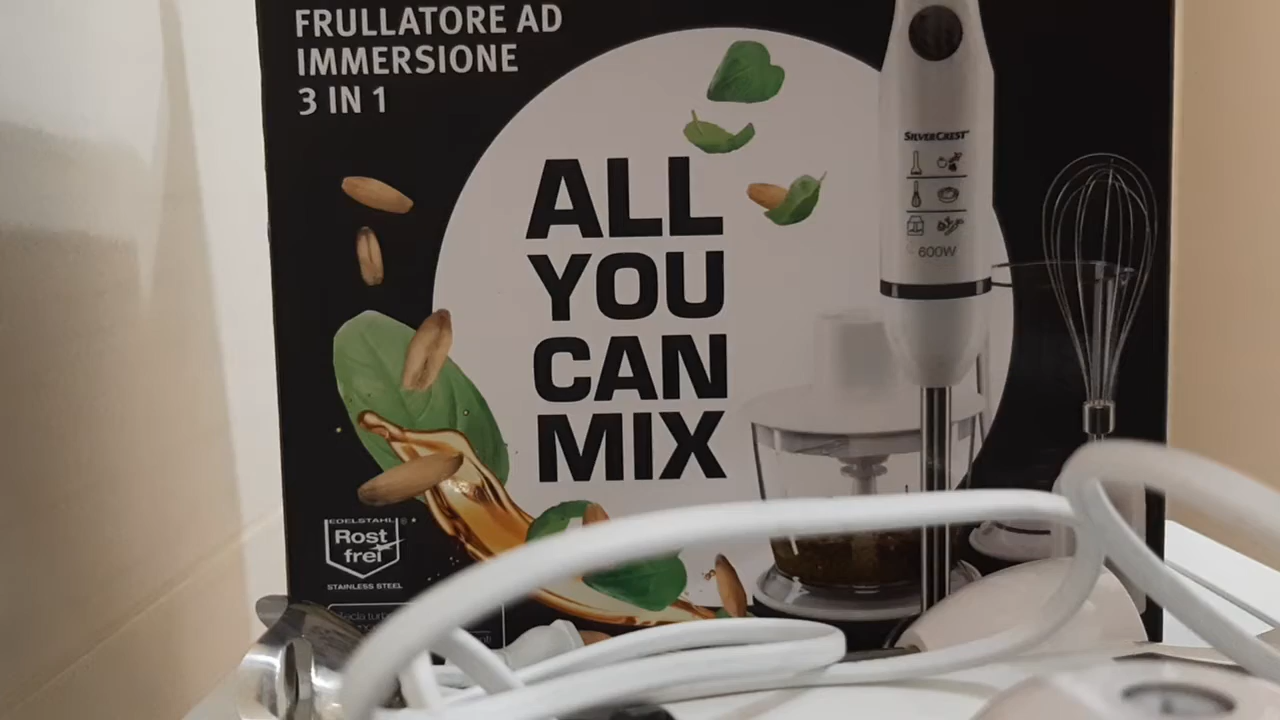 FRULLATORE AD
IMMERSIONE
3 IN 1
ALL
YOU
CAN
MIX
SILVERCREST
600W
EDELSTAHL
Rost
frei
STAINLESS STEEL